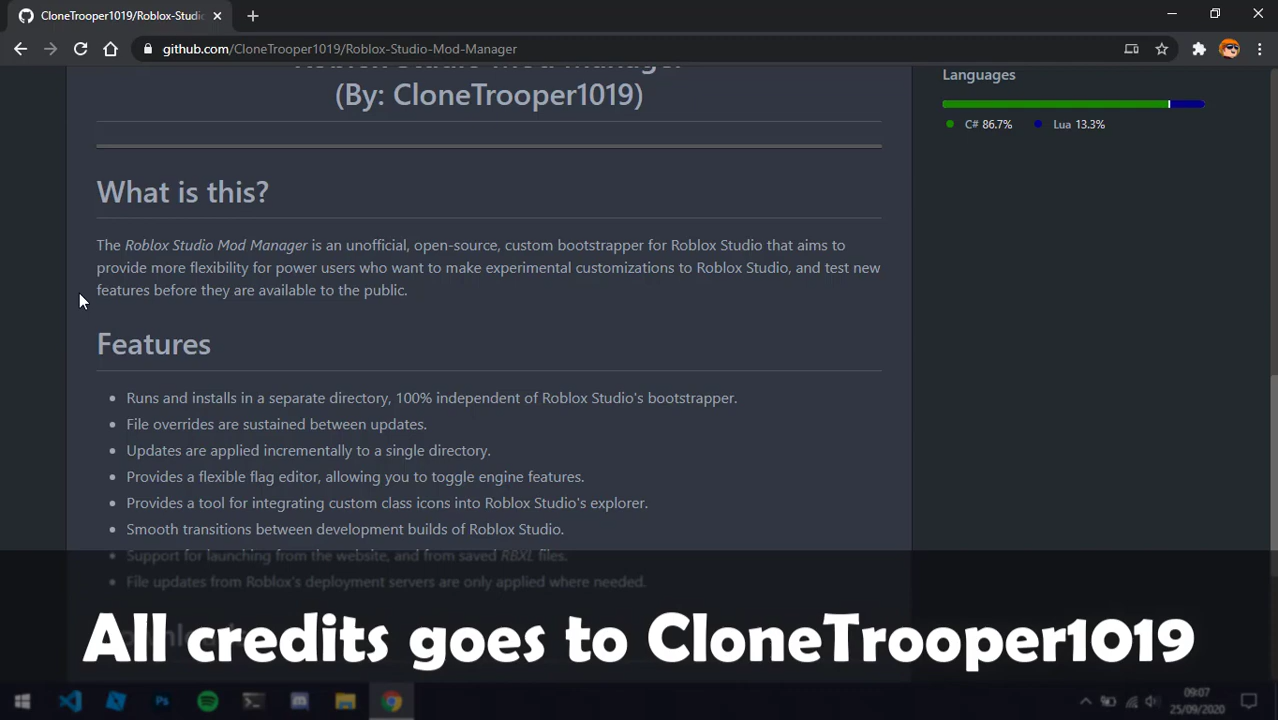 CloneTrooper1019/Roblox-Studio
github.com/CloneTrooper1019/Roblox-Studio-Mod-Manager
Roblox Studio Mod Manager
(By: CloneTrooper1019)
Languages
C# 86.7% Lua 13.3%
What is this?
The Roblox Studio Mod Manager is an unofficial, open-source, custom bootstrapper for Roblox Studio that aims to
provide more flexibility for power users who want to make experimental customizations to Roblox Studio, and test new
features before they are available to the public.
Features
Runs and installs in a separate directory, 100% independent of Roblox Studio's bootstrapper.
File overrides are sustained between updates.
Updates are applied incrementally to a single directory.
Provides a flexible flag editor, allowing you to toggle engine features.
Provides a tool for integrating custom class icons into Roblox Studio's explorer.
Smooth transitions between development builds of Roblox Studio.
Support for launching from the website, and from saved RBXL files.
File updates from Roblox's deployment servers are only applied where needed.
All credits goes to CloneTrooper1019
Ps
09:07
25/09/2020